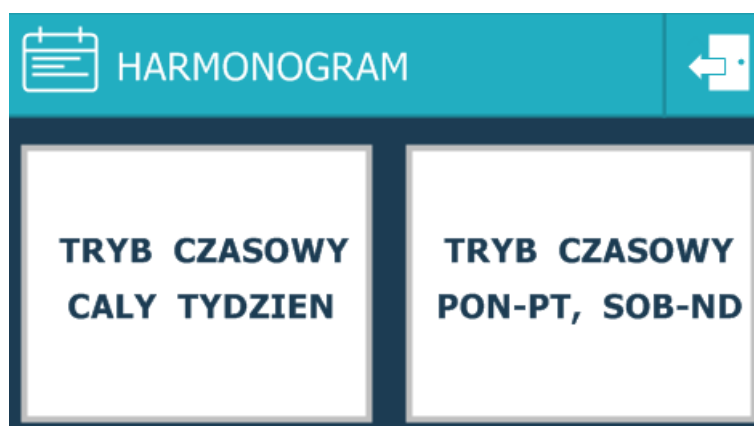 HARMONOGRAM
TRYB CZASOWY
CALY TYDZIEN
TRYB CZASOWY
PON-PT, SOB-ND